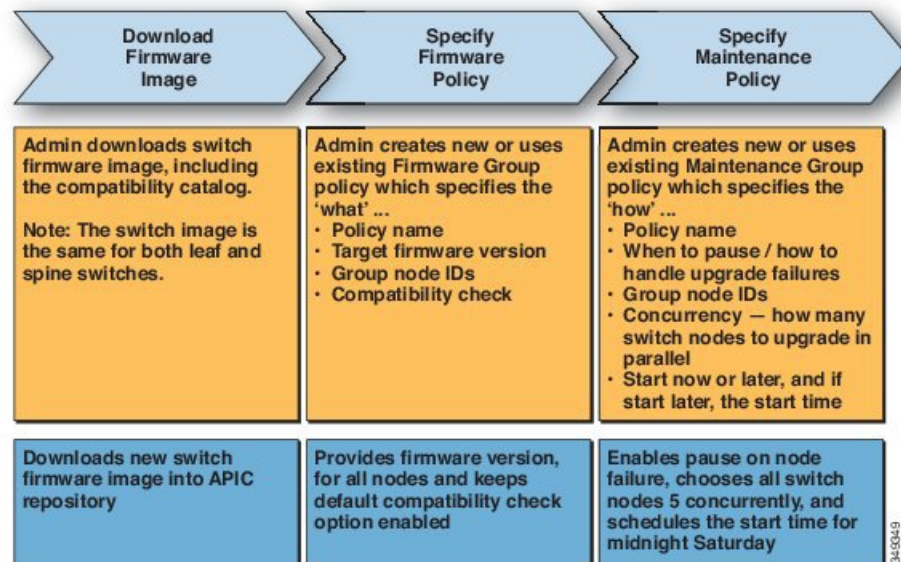 Download
Firmware
Image
Specify
Firmware
Policy
Specify
Maintenance
Policy
Admin downloads switch
firmware image, including
the compatibility catalog.
Note: The switch image is
the same for both leaf and
spine switches.
Admin creates new or uses
existing Firmware Group
policy which specifies the
‘what’ ...
• Policy name
• Target firmware version
• Group node IDs
• Compatibility check
Admin creates new or uses
existing Maintenance Group
policy which specifies the
‘how’ ...
• Policy name
• When to pause / how to
handle upgrade failures
• Group node IDs
• Concurrency — how many
switch nodes to upgrade in
parallel
• Start now or later, and if
start later, the start time
Downloads new switch
firmware image into APIC
repository
Provides firmware version,
for all nodes and keeps
default compatibility check
option enabled
Enables pause on node
failure, chooses all switch
nodes 5 concurrently, and
schedules the start time for
midnight Saturday
349349